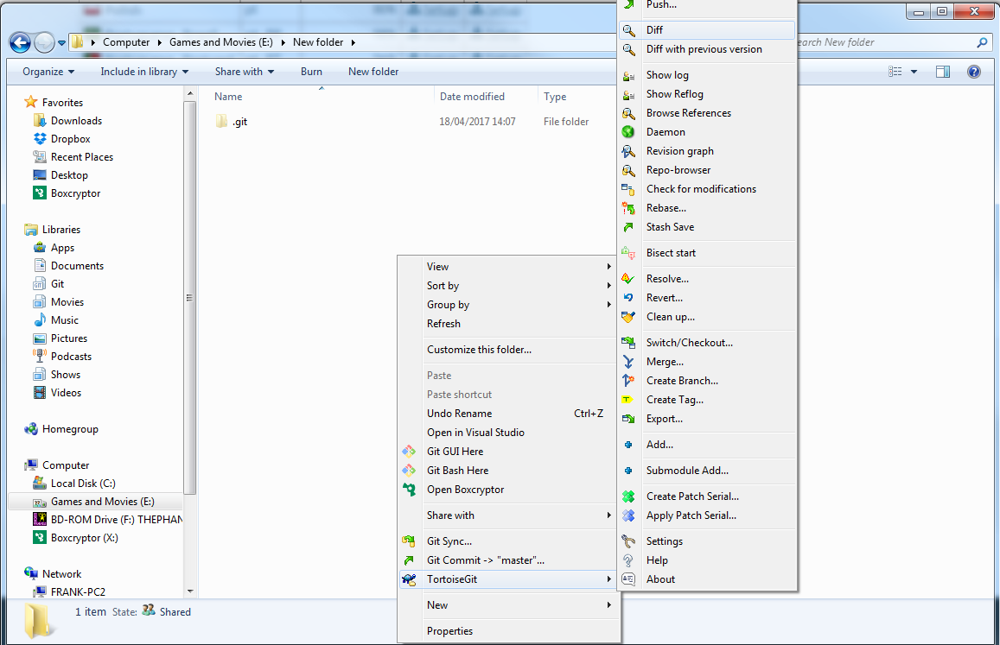 Push...
Computer Games and Movies (E:) New folder
earch New folder
Organize Include in library Share with Burn New folder
Name Date modified Type
.git 18/04/2017 14:07 File folder
Favorites
Downloads
Dropbox
Recent Places
Desktop
Boxcryptor
Libraries
Apps
Documents
Git
Movies
Music
Pictures
Podcasts
Shows
Videos
Homegroup
Computer
Local Disk (C:)
Games and Movies (E:)
BD-ROM Drive (F:) THEPHAN
Boxcryptor (X:)
Network
FRANK-PC2
1 item State: Shared
View
Sort by
Group by
Refresh
Customize this folder...
Paste
Paste shortcut
Undo Rename Ctrl+Z
Open in Visual Studio
Git GUI Here
Git Bash Here
Open Boxcryptor
Share with
Git Sync...
Git Commit -> "master"...
TortoiseGit
New
Properties
Diff
Diff with previous version
Show log
Show Reflog
Browse References
Daemon
Revision graph
Repo-browser
Check for modifications
Rebase...
Stash Save
Bisect start
Resolve...
Revert...
Clean up...
Switch/Checkout...
Merge...
Create Branch...
Create Tag...
Export...
Add...
Submodule Add...
Create Patch Serial...
Apply Patch Serial...
Settings
Help
About